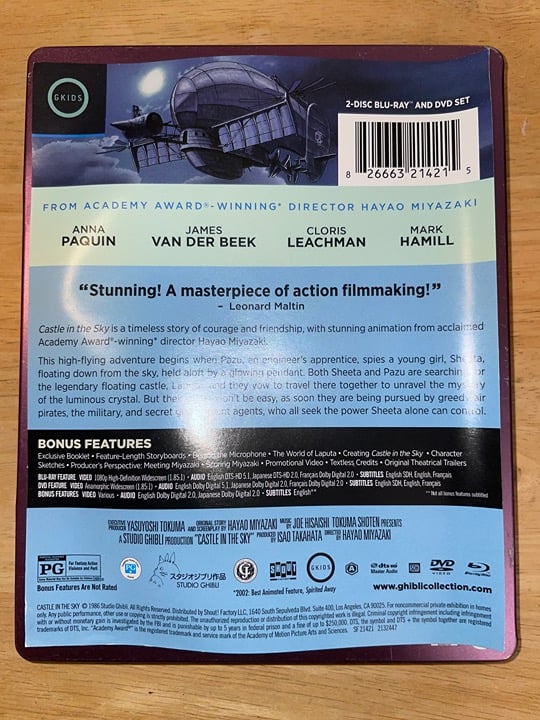 GKIDS
2-DISC BLU-RAY™ AND DVD SET
8 26663 21421 5
FROM ACADEMY AWARD®-WINNING* DIRECTOR HAYAO MIYAZAKI
ANNA PAQUIN
JAMES VAN DER BEEK
CLORIS LEACHMAN
MARK HAMILL
“Stunning! A masterpiece of action filmmaking!”
– Leonard Maltin
Castle in the Sky is a timeless story of courage and friendship, with stunning animation from acclaimed
Academy Award®-winning* director Hayao Miyazaki.
This high-flying adventure begins when Pazu, an engineer’s apprentice, spies a young girl, Sheeta,
floating down from the sky, held aloft by a glowing pendant. Both Sheeta and Pazu are searching for
the legendary floating castle, and they vow to travel there together to unravel the mystery
of the luminous crystal. But their won’t be easy, as soon they are being pursued by greedy air
pirates, the military, and secret agents, who all seek the power Sheeta alone can control.
BONUS FEATURES
Exclusive Booklet • Feature-Length Storyboards • Behind the Microphone • The World of Laputa • Creating Castle in the Sky • Character
Sketches • Producer’s Perspective: Meeting Miyazaki • Scoring Miyazaki • Promotional Video • Textless Credits • Original Theatrical Trailers
BLU-RAY FEATURE VIDEO 1080p High-Definition Widescreen (1.85:1) • AUDIO English DTS-HD 5.1, Japanese DTS-HD 2.0, Français Dolby Digital 2.0 • SUBTITLES English SDH, English, Français
DVD FEATURE VIDEO Anamorphic Widescreen (1.85:1) • AUDIO English Dolby Digital 5.1, Japanese Dolby Digital 2.0, Français Dolby Digital 2.0 • SUBTITLES English SDH, English, Français
BONUS FEATURES VIDEO Various • AUDIO English Dolby Digital 2.0, Japanese Dolby Digital 2.0 • SUBTITLES English**
**Not all bonus features subtitled
EXECUTIVE PRODUCER YASUYOSHI TOKUMA ORIGINAL STORY AND SCREENPLAY BY HAYAO MIYAZAKI MUSIC BY JOE HISAISHI TOKUMA SHOTEN PRESENTS
A STUDIO GHIBLI PRODUCTION "CASTLE IN THE SKY" PRODUCED BY ISAO TAKAHATA DIRECTED BY HAYAO MIYAZAKI
PG PARENTAL GUIDANCE SUGGESTED
For Fantasy Action Violence and Peril
Bonus Features Are Not Rated
スタジオジブリ作品
STUDIO GHIBLI
SHOUT!
GKIDS
dts-HD Master Audio
DVD VIDEO
Blu-ray Disc
*2002: Best Animated Feature, Spirited Away
www.ghiblicollection.com
CASTLE IN THE SKY © 1986 Studio Ghibli. All Rights Reserved. Distributed by Shout! Factory LLC, 1640 South Sepulveda Blvd. Suite 400, Los Angeles, CA 90025. For noncommercial private exhibition in homes
only. Any public performance, other use or copying is strictly prohibited. The unauthorized reproduction or distribution of this copyrighted work is illegal. Criminal copyright infringement including infringement
with or without monetary gain is investigated by the FBI and is punishable by up to 5 years in federal prison and a fine of up to $250,000. DTS, the symbol and DTS + the symbol together are registered
trademarks of DTS, Inc. "Academy Award®" is the registered trademark and service mark of the Academy of Motion Picture Arts and Sciences. SF 21421 2132447